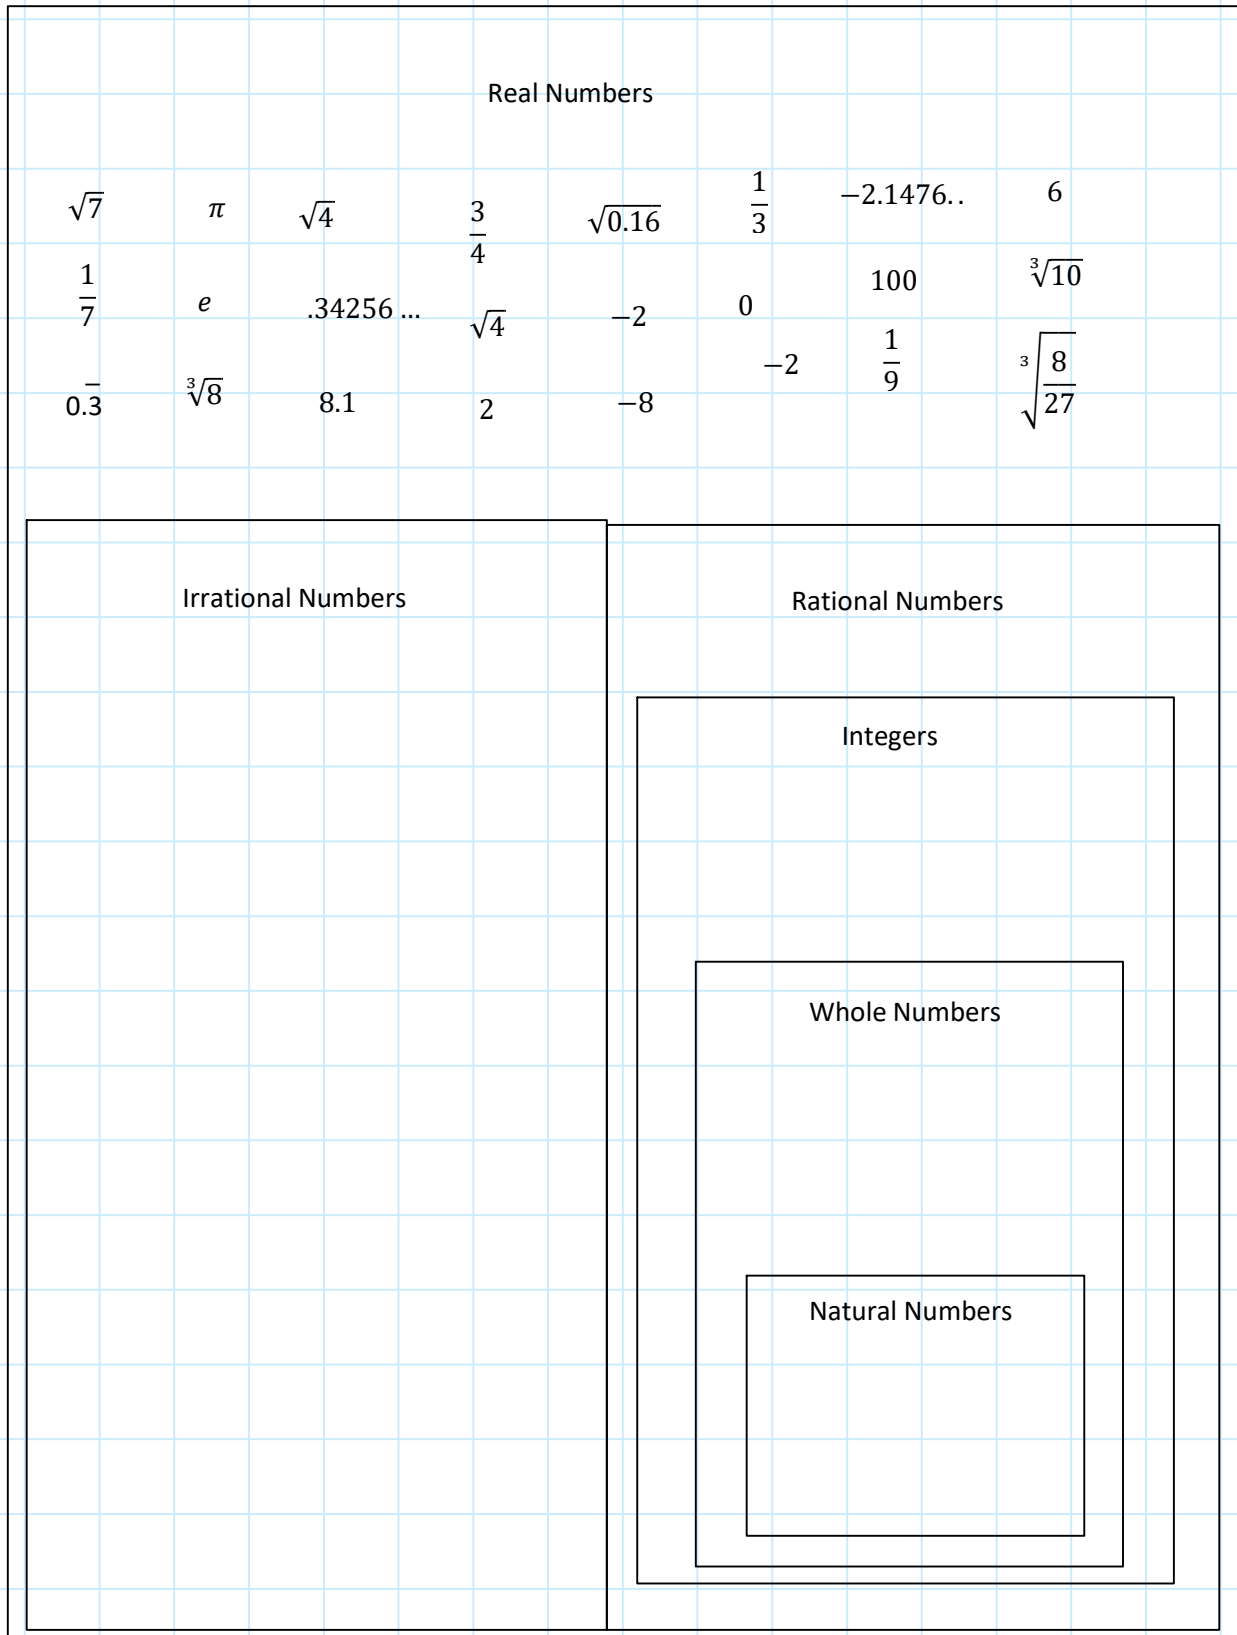 Real Numbers
√7 π √4 3/4 √0.16 1/3 −2.1476.. 6
1/7 e .34256 ... √4 −2 0 100 ∛10
0.3̅ ∛8 8.1 2 −8 −2 1/9 ∛(8/27)
Irrational Numbers
Rational Numbers
Integers
Whole Numbers
Natural Numbers